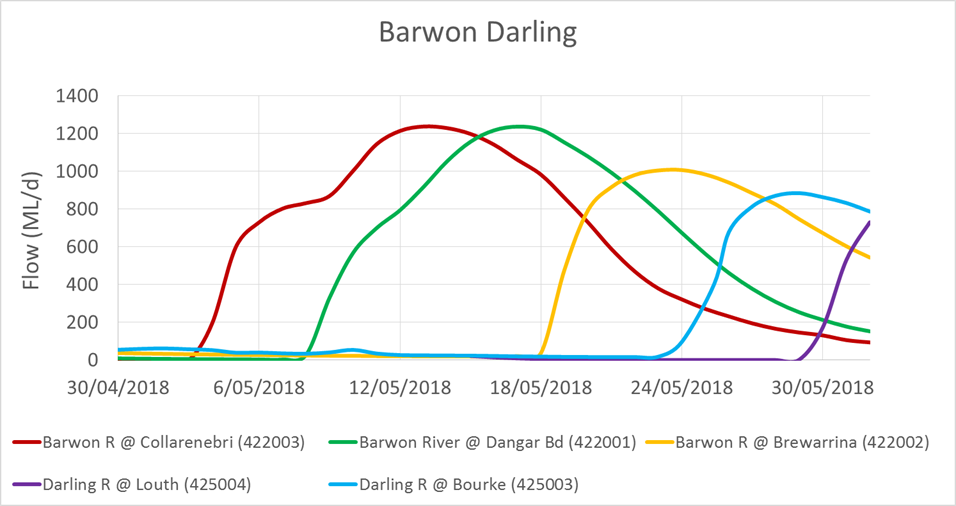 Barwon Darling
Flow (ML/d)
1400
1200
1000
800
600
400
200
0
30/04/2018 6/05/2018 12/05/2018 18/05/2018 24/05/2018 30/05/2018
Barwon R @ Collarenebri (422003) Barwon River @ Dangar Bd (422001) Barwon R @ Brewarrina (422002)
Darling R @ Louth (425004) Darling R @ Bourke (425003)